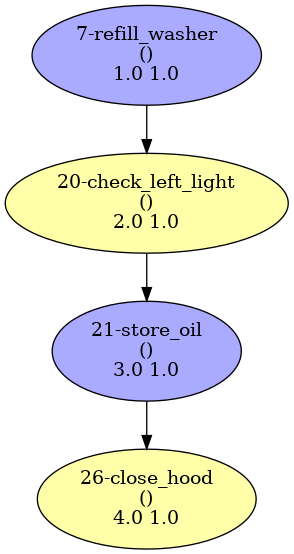 7-refill_washer
()
1.0 1.0
20-check_left_light
()
2.0 1.0
21-store_oil
()
3.0 1.0
26-close_hood
()
4.0 1.0